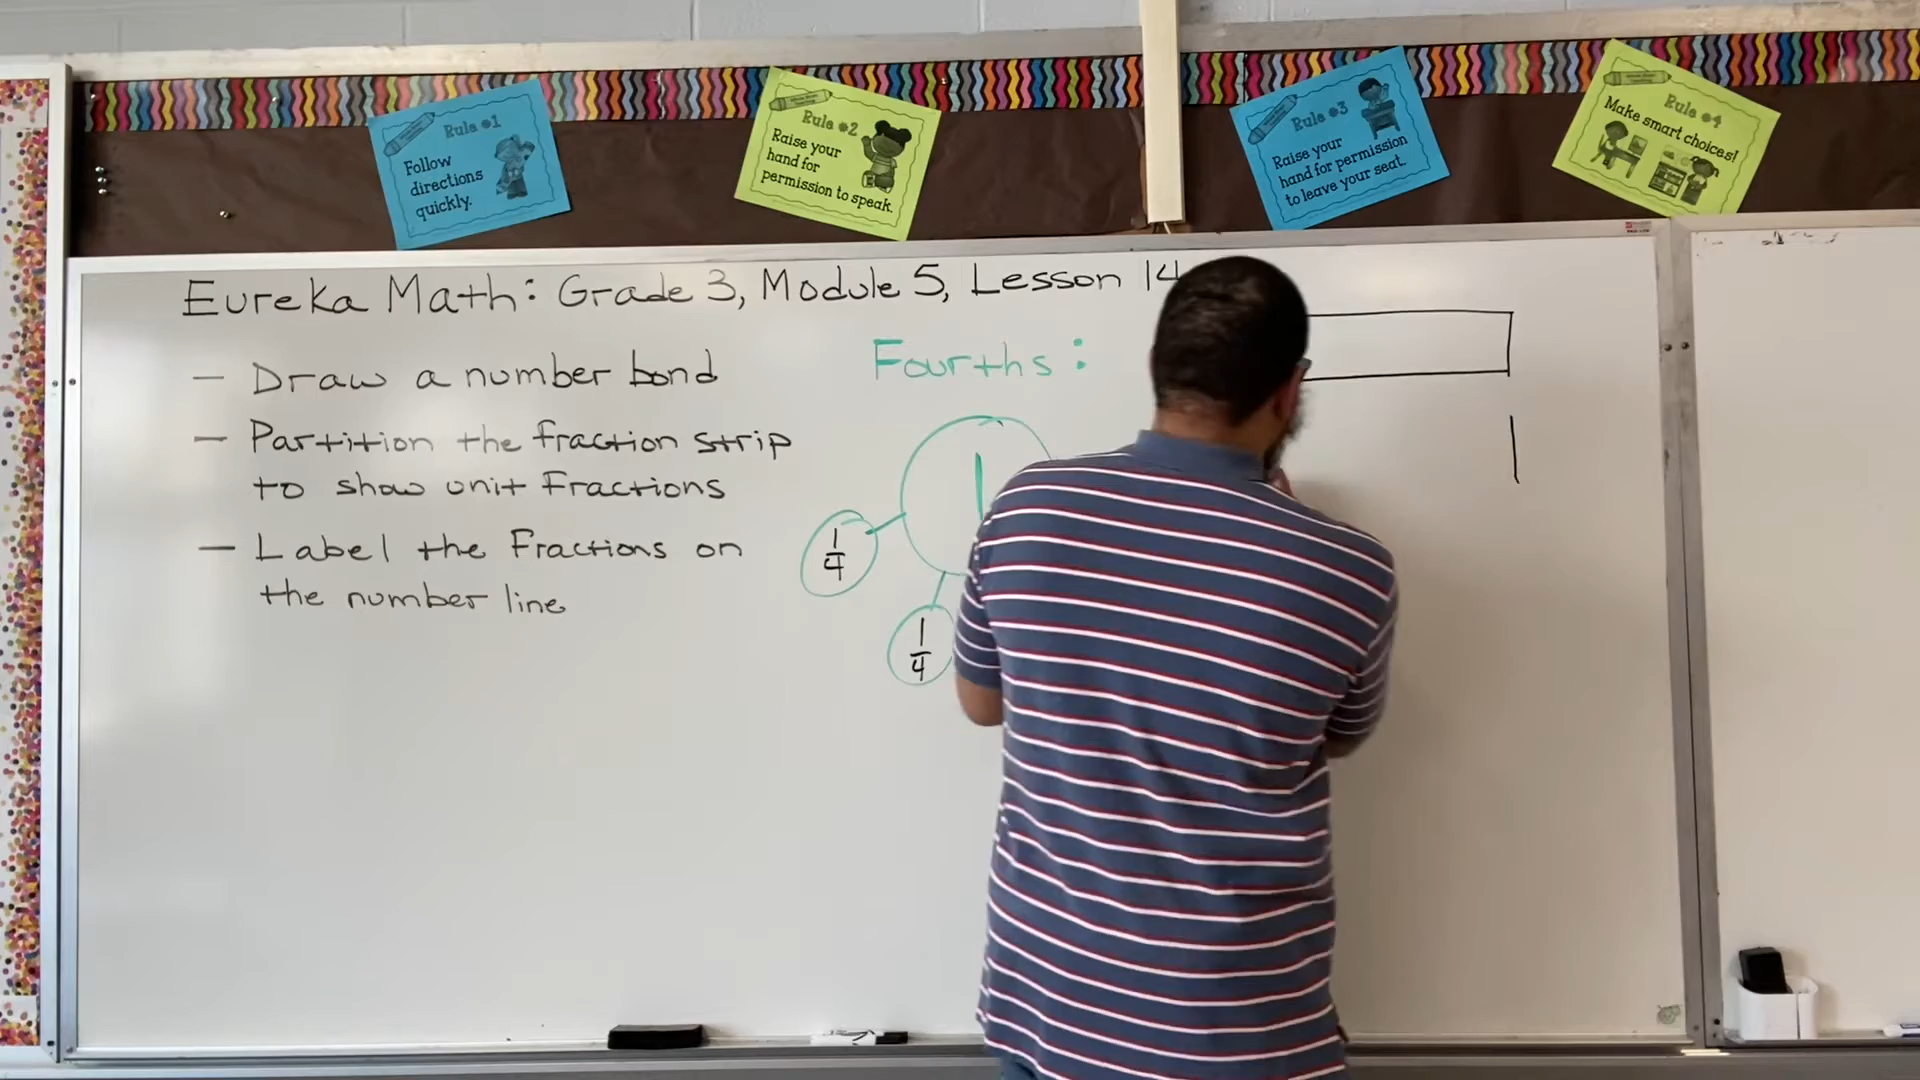 Rule #1
Follow
directions
quickly.
Rule #2
Raise your
hand for
permission to speak.
Rule #3
Raise your
hand for permission
to leave your seat.
Rule #4
Make smart choices!
Eureka Math: Grade 3, Module 5, Lesson 14
- Draw a number bond
- Partition the fraction strip
to show unit Fractions
- Label the Fractions on
the number line
Fourths:
1
1/4
1/4